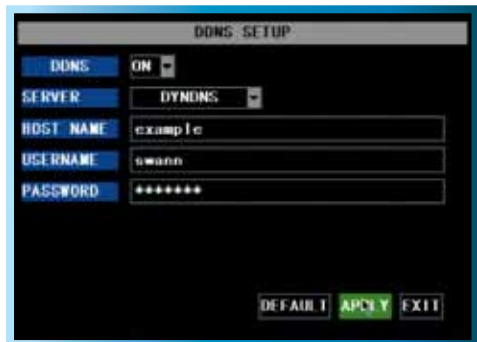 DDNS SETUP
DDNS ON
SERVER DYNDNS
HOST NAME example
USERNAME swann
PASSWORD *******
DEFAULT APPLY EXIT